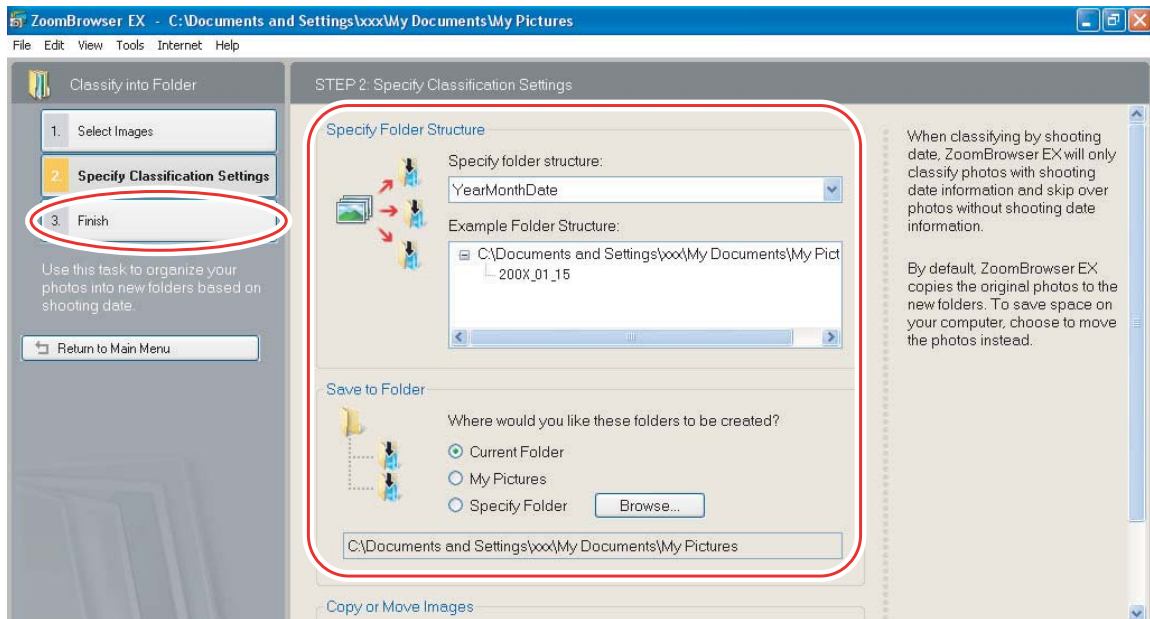 ZoomBrowser EX - C:\Documents and Settings\xxx\My Documents\My Pictures
File Edit View Tools Internet Help
Classify into Folder
1. Select Images
2. Specify Classification Settings
3. Finish
Use this task to organize your
photos into new folders based on
shooting date.
Return to Main Menu
STEP 2: Specify Classification Settings
Specify Folder Structure
Specify folder structure:
YearMonthDate
Example Folder Structure:
C:\Documents and Settings\xxx\My Documents\My Pict
200X_01_15
Save to Folder
Where would you like these folders to be created?
Current Folder
My Pictures
Specify Folder Browse...
C:\Documents and Settings\xxx\My Documents\My Pictures
Copy or Move Images
When classifying by shooting
date, ZoomBrowser EX will only
classify photos with shooting
date information and skip over
photos without shooting date
information.
By default, ZoomBrowser EX
copies the original photos to the
new folders. To save space on
your computer, choose to move
the photos instead.